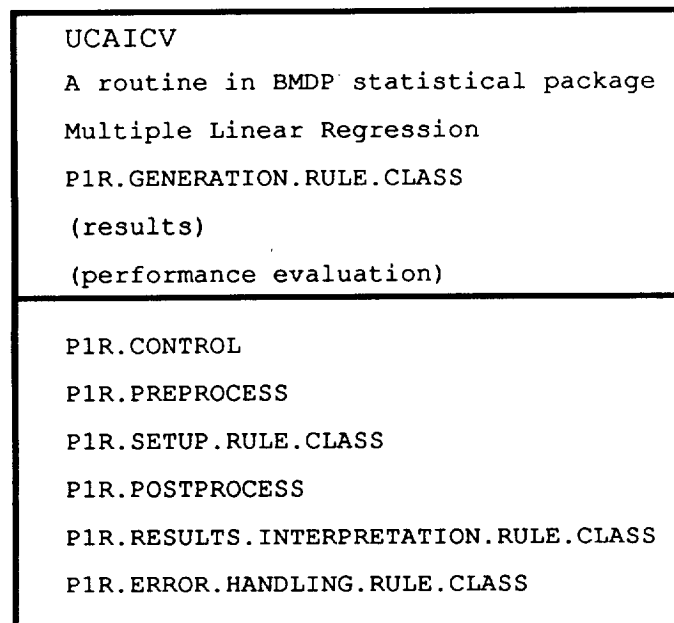 UCAICV
A routine in BMDP statistical package
Multiple Linear Regression
P1R.GENERATION.RULE.CLASS
(results)
(performance evaluation)
P1R.CONTROL
P1R.PREPROCESS
P1R.SETUP.RULE.CLASS
P1R.POSTPROCESS
P1R.RESULTS.INTERPRETATION.RULE.CLASS
P1R.ERROR.HANDLING.RULE.CLASS